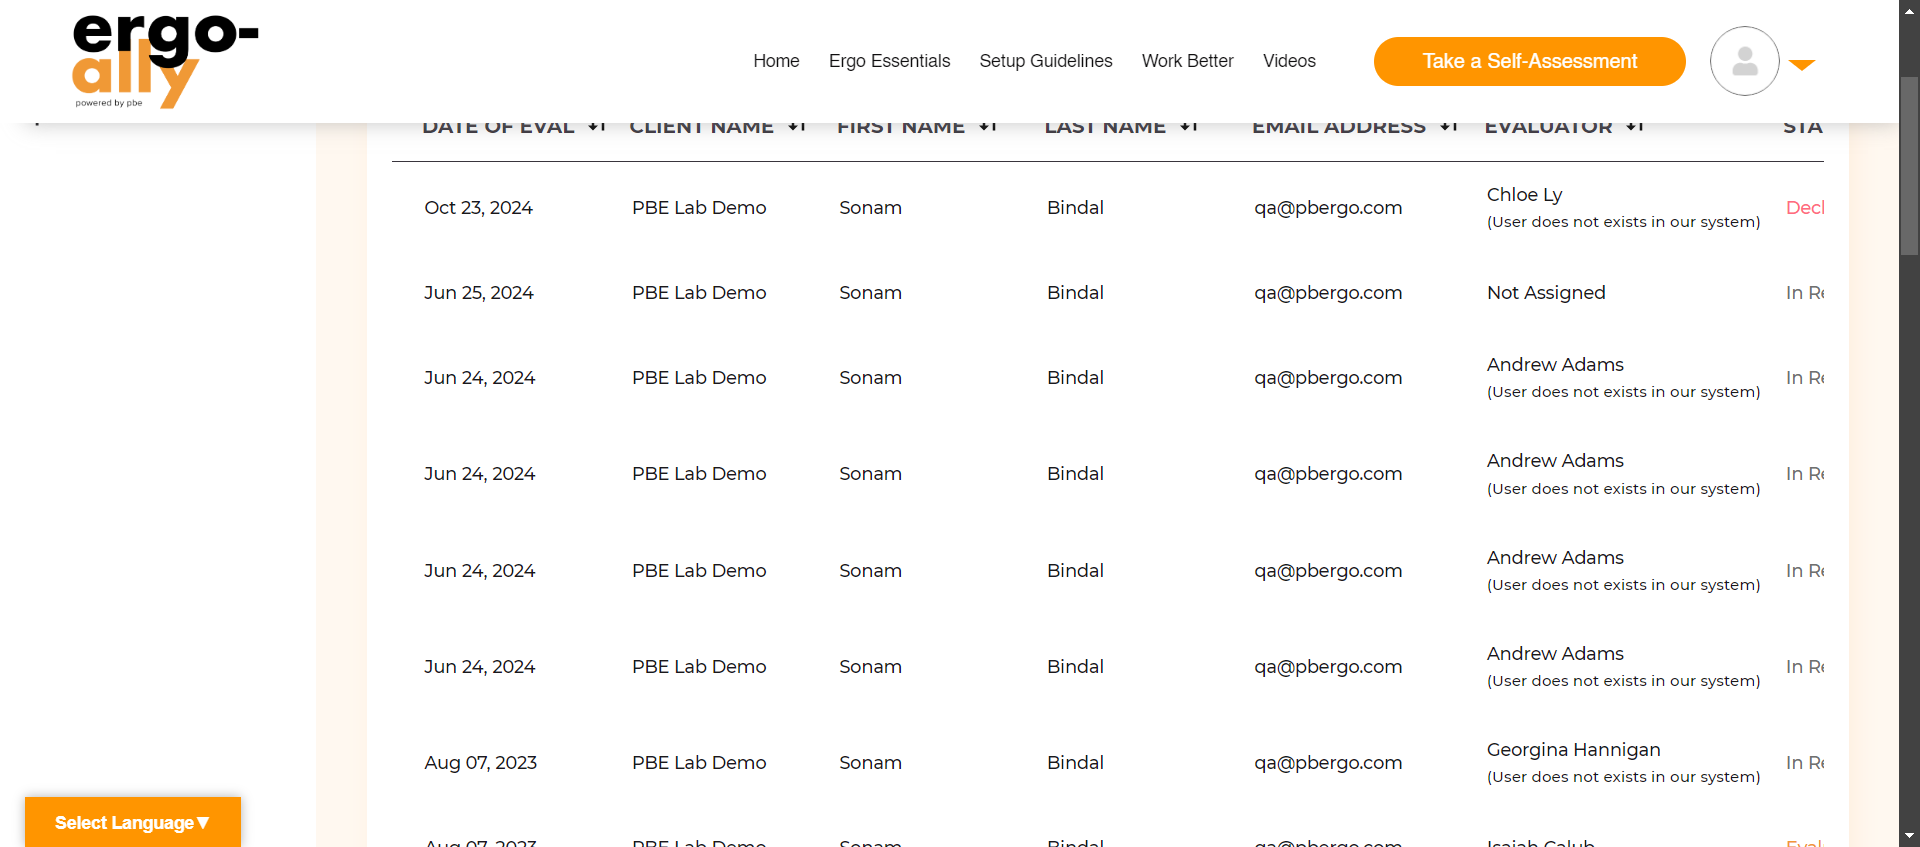 ergo-
ally
powered by pbe
Home Ergo Essentials Setup Guidelines Work Better Videos Take a Self-Assessment
DATE OF EVAL CLIENT NAME FIRST NAME LAST NAME EMAIL ADDRESS EVALUATOR STA
Oct 23, 2024 PBE Lab Demo Sonam Bindal qa@pbergo.com Chloe Ly Decl
(User does not exists in our system)
Jun 25, 2024 PBE Lab Demo Sonam Bindal qa@pbergo.com Not Assigned In Re
Jun 24, 2024 PBE Lab Demo Sonam Bindal qa@pbergo.com Andrew Adams In Re
(User does not exists in our system)
Jun 24, 2024 PBE Lab Demo Sonam Bindal qa@pbergo.com Andrew Adams In Re
(User does not exists in our system)
Jun 24, 2024 PBE Lab Demo Sonam Bindal qa@pbergo.com Andrew Adams In Re
(User does not exists in our system)
Jun 24, 2024 PBE Lab Demo Sonam Bindal qa@pbergo.com Andrew Adams In Re
(User does not exists in our system)
Aug 07, 2023 PBE Lab Demo Sonam Bindal qa@pbergo.com Georgina Hannigan In Re
(User does not exists in our system)
Aug 07, 2023 PBE Lab Demo Sonam Bindal qa@pbergo.com Isaiah Calub Eval
Select Language▼